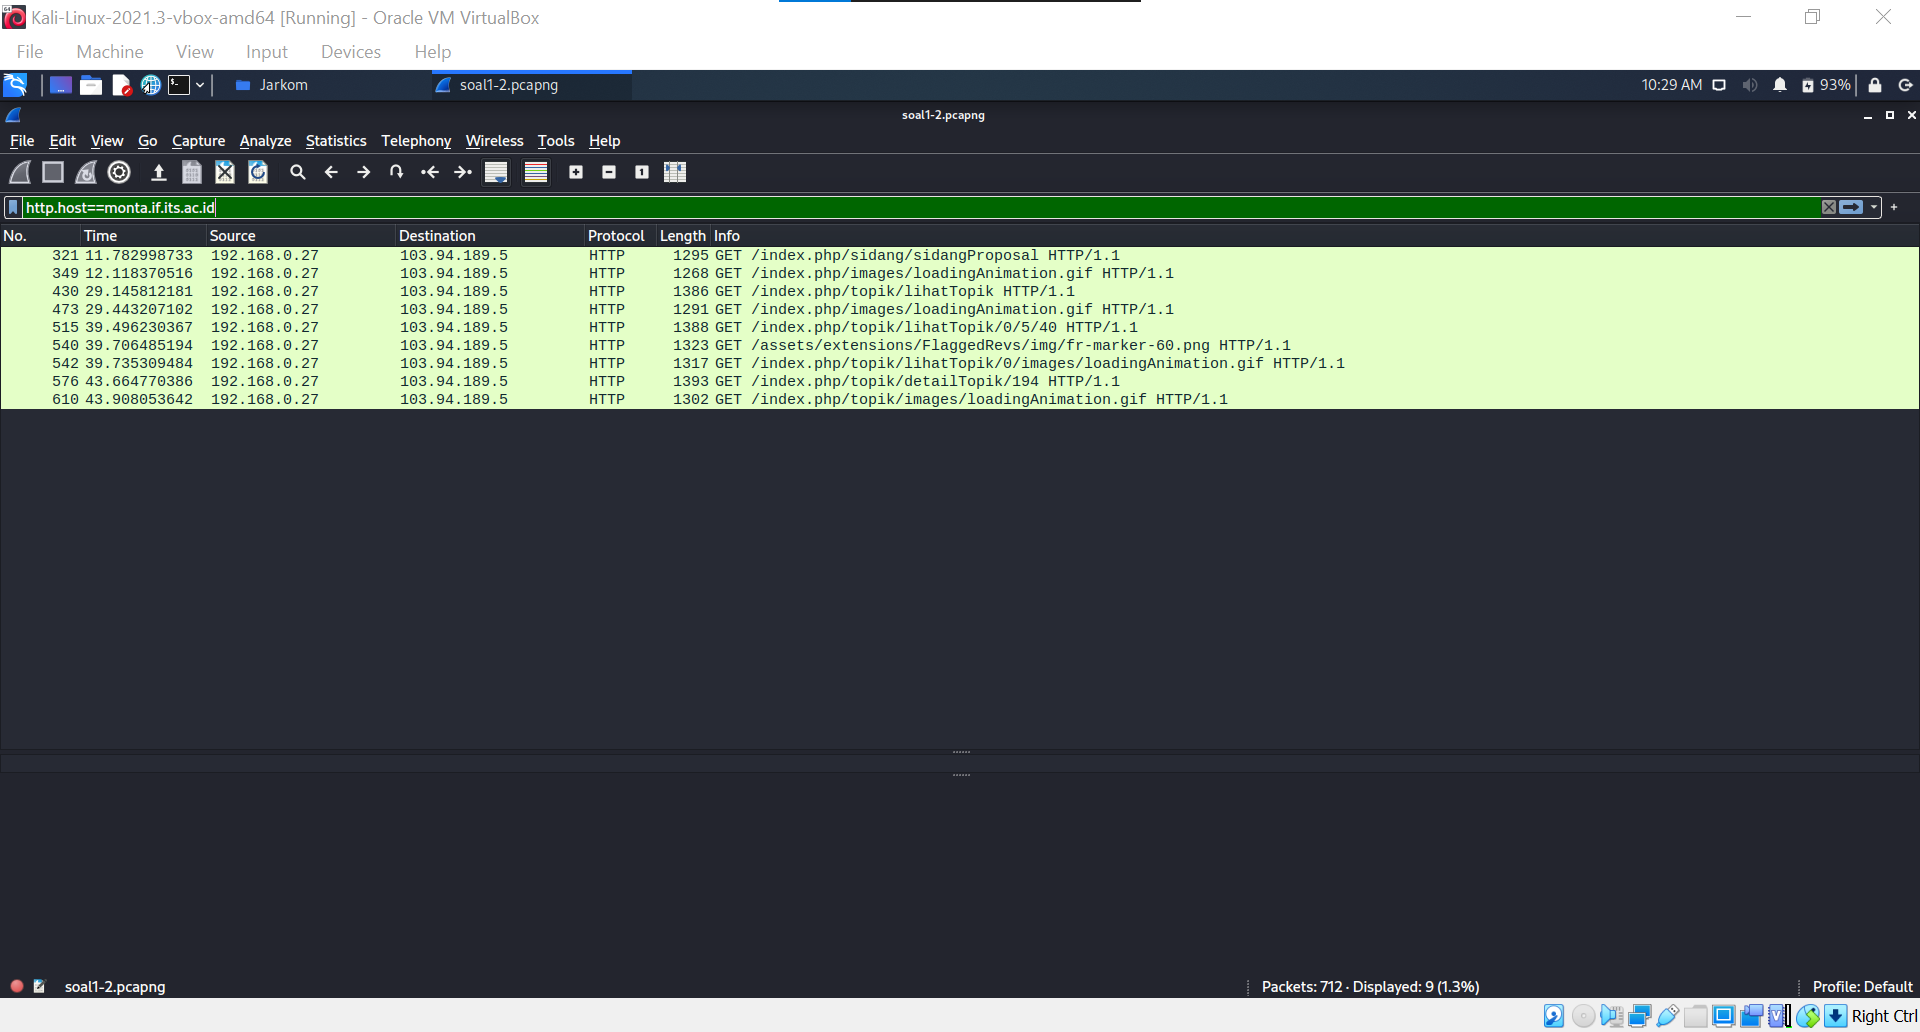 Kali-Linux-2021.3-vbox-amd64 [Running] - Oracle VM VirtualBox
File Machine View Input Devices Help
Jarkom soal1-2.pcapng 10:29 AM 93%
soal1-2.pcapng
File Edit View Go Capture Analyze Statistics Telephony Wireless Tools Help
http.host==monta.if.its.ac.id
No. Time Source Destination Protocol Length Info
321 11.782998733 192.168.0.27 103.94.189.5 HTTP 1295 GET /index.php/sidang/sidangProposal HTTP/1.1
349 12.118370516 192.168.0.27 103.94.189.5 HTTP 1268 GET /index.php/images/loadingAnimation.gif HTTP/1.1
430 29.145812181 192.168.0.27 103.94.189.5 HTTP 1386 GET /index.php/topik/lihatTopik HTTP/1.1
473 29.443207102 192.168.0.27 103.94.189.5 HTTP 1291 GET /index.php/images/loadingAnimation.gif HTTP/1.1
515 39.496230367 192.168.0.27 103.94.189.5 HTTP 1388 GET /index.php/topik/lihatTopik/0/5/40 HTTP/1.1
540 39.706485194 192.168.0.27 103.94.189.5 HTTP 1323 GET /assets/extensions/FlaggedRevs/img/fr-marker-60.png HTTP/1.1
542 39.735309484 192.168.0.27 103.94.189.5 HTTP 1317 GET /index.php/topik/lihatTopik/0/images/loadingAnimation.gif HTTP/1.1
576 43.664770386 192.168.0.27 103.94.189.5 HTTP 1393 GET /index.php/topik/detailTopik/194 HTTP/1.1
610 43.908053642 192.168.0.27 103.94.189.5 HTTP 1302 GET /index.php/topik/images/loadingAnimation.gif HTTP/1.1
soal1-2.pcapng Packets: 712 · Displayed: 9 (1.3%) Profile: Default
Right Ctrl